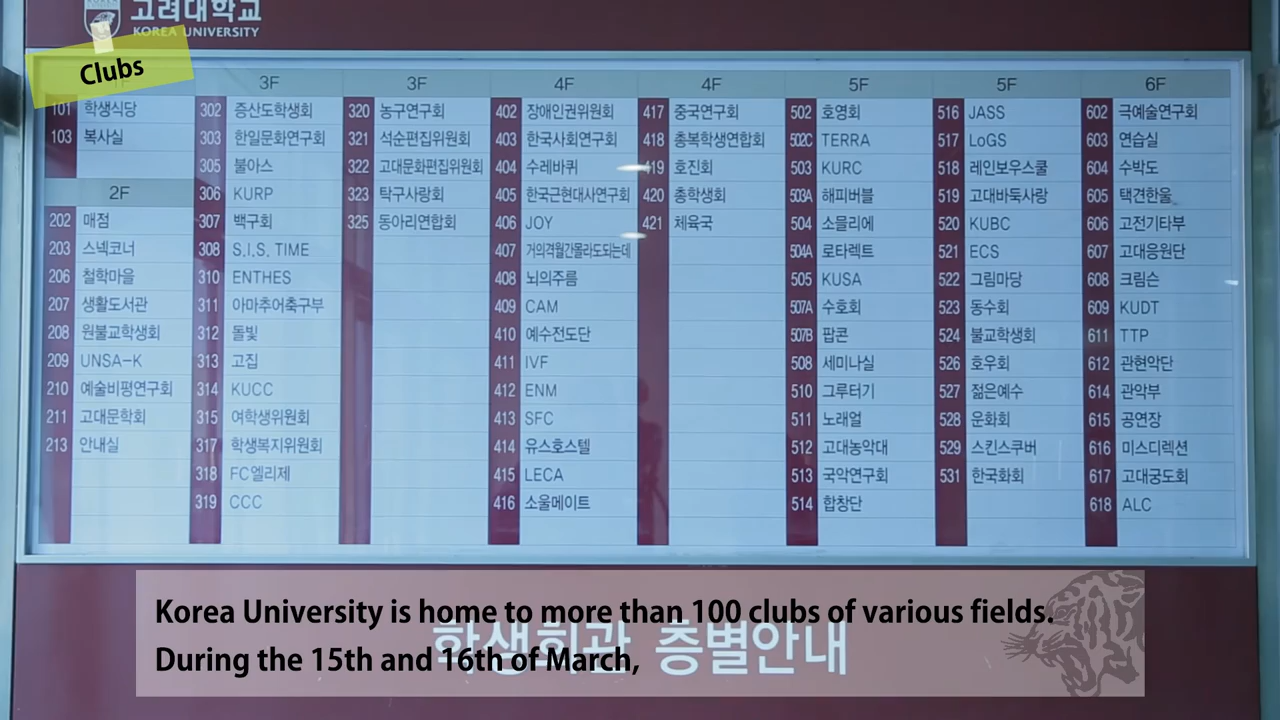 고려대학교
KOREA UNIVERSITY
Clubs
101 학생식당
103 복사실
2F
202 매점
203 스넥코너
206 철학마을
207 생활도서관
208 원불교학생회
209 UNSA-K
210 예술비평연구회
211 고대문학회
213 안내실
3F
302 증산도학생회
303 한일문화연구회
305 불아스
306 KURP
307 백구회
308 S.I.S. TIME
310 ENTHES
311 아마추어축구부
312 돌빛
313 고집
314 KUCC
315 여학생위원회
317 학생복지위원회
318 FC엘리제
319 CCC
3F
320 농구연구회
321 석순편집위원회
322 고대문화편집위원회
323 탁구사랑회
325 동아리연합회
4F
402 장애인권위원회
403 한국사회연구회
404 수레바퀴
405 한국근현대사연구회
406 JOY
407 거의격월간몰라도되는데
408 뇌의주름
409 CAM
410 예수전도단
411 IVF
412 ENM
413 SFC
414 유스호스텔
415 LECA
416 소울메이트
4F
417 중국연구회
418 총복학생연합회
419 호진회
420 총학생회
421 체육국
5F
502 호영회
502C TERRA
503 KURC
503A 해피버블
504 소믈리에
504A 로타렉트
505 KUSA
507A 수호회
507B 팝콘
508 세미나실
510 그루터기
511 노래얼
512 고대농악대
513 국악연구회
514 합창단
5F
516 JASS
517 LoGS
518 레인보우스쿨
519 고대바둑사랑
520 KUBC
521 ECS
522 그림마당
523 동수회
524 불교학생회
526 호우회
527 젊은예수
528 운화회
529 스킨스쿠버
531 한국화회
6F
602 극예술연구회
603 연습실
604 수박도
605 택견한울
606 고전기타부
607 고대응원단
608 크림슨
609 KUDT
611 TTP
612 관현악단
614 관악부
615 공연장
616 미스디렉션
617 고대궁도회
618 ALC
학생회관 층별안내
Korea University is home to more than 100 clubs of various fields.
During the 15th and 16th of March,